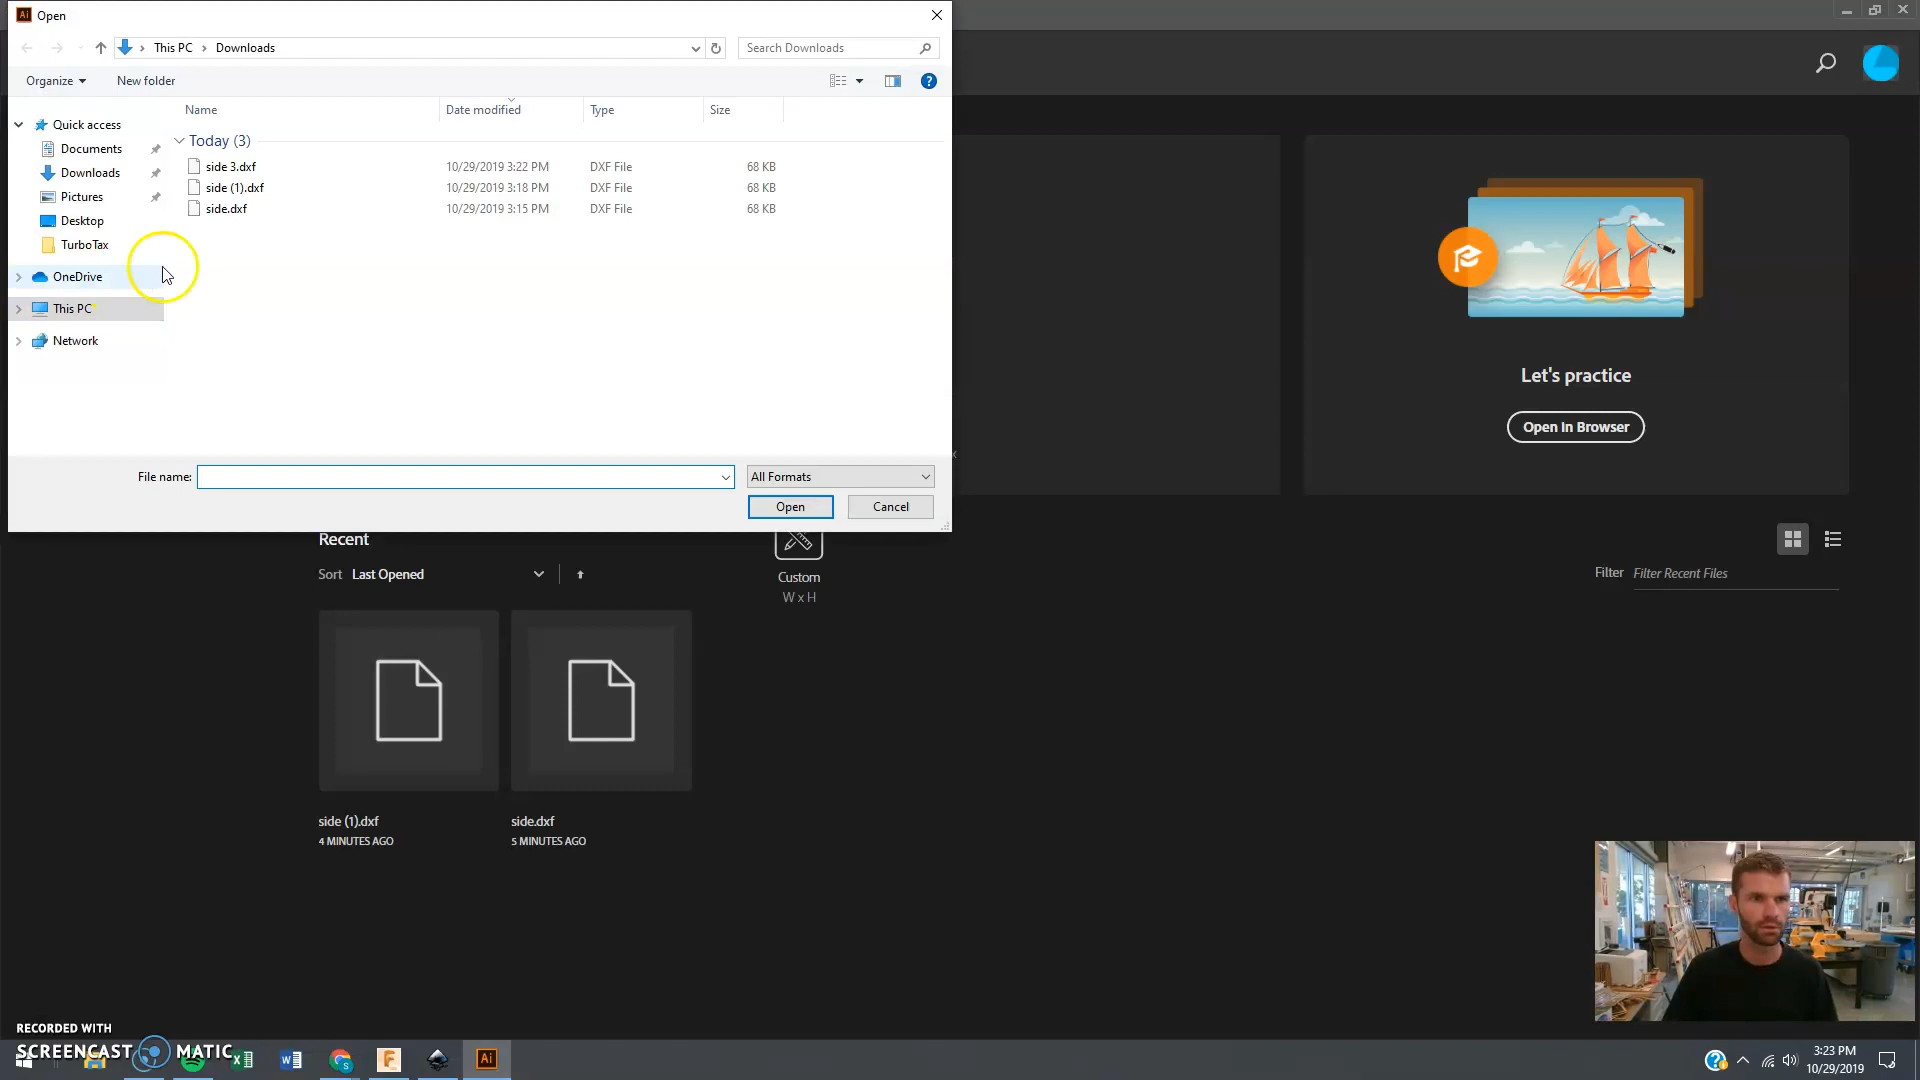 Ai Open
This PC > Downloads
Search Downloads
Organize
New folder
Name
Date modified
Type
Size
Quick access
Documents
Downloads
Pictures
Desktop
TurboTax
OneDrive
This PC
Network
Today (3)
side 3.dxf 10/29/2019 3:22 PM DXF File 68 KB
side (1).dxf 10/29/2019 3:18 PM DXF File 68 KB
side.dxf 10/29/2019 3:15 PM DXF File 68 KB
File name:
All Formats
Open
Cancel
Let's practice
Open In Browser
Recent
Sort Last Opened
Custom
W x H
Filter Filter Recent Files
side (1).dxf
4 MINUTES AGO
side.dxf
5 MINUTES AGO
RECORDED WITH
SCREENCAST MATIC
Ai
3:23 PM
10/29/2019